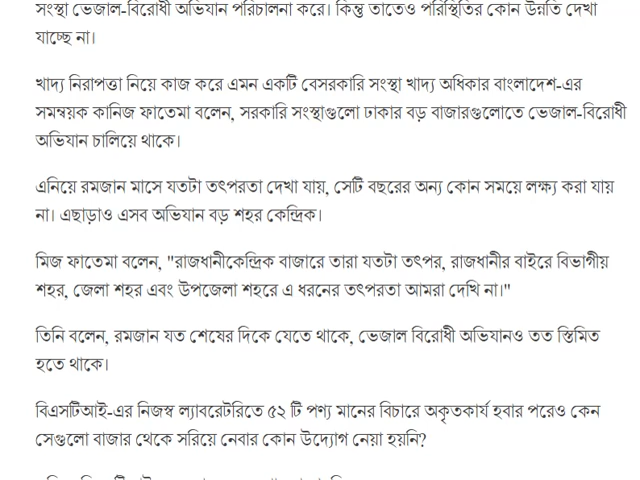 সংস্থা ভেজাল-বিরোধী অভিযান পরিচালনা করে। কিন্তু তাতেও পরিস্থিতির কোন উন্নতি দেখা
যাচ্ছে না।
খাদ্য নিরাপত্তা নিয়ে কাজ করে এমন একটি বেসরকারি সংস্থা খাদ্য অধিকার বাংলাদেশ-এর
সমন্বয়ক কানিজ ফাতেমা বলেন, সরকারি সংস্থাগুলো ঢাকার বড় বাজারগুলোতে ভেজাল-বিরোধী
অভিযান চালিয়ে থাকে।
এনিয়ে রমজান মাসে যতটা তৎপরতা দেখা যায়, সেটি বছরের অন্য কোন সময়ে লক্ষ্য করা যায়
না। এছাড়াও এসব অভিযান বড় শহর কেন্দ্রিক।
মিজ ফাতেমা বলেন, "রাজধানীকেন্দ্রিক বাজারে তারা যতটা তৎপর, রাজধানীর বাইরে বিভাগীয়
শহর, জেলা শহর এবং উপজেলা শহরে এ ধরনের তৎপরতা আমরা দেখি না।"
তিনি বলেন, রমজান যত শেষের দিকে যেতে থাকে, ভেজাল বিরোধী অভিযানও তত স্তিমিত
হতে থাকে।
বিএসটিআই-এর নিজস্ব ল্যাবরেটরিতে ৫২ টি পণ্য মানের বিচারে অকৃতকার্য হবার পরেও কেন
সেগুলো বাজার থেকে সরিয়ে নেবার কোন উদ্যোগ নেয়া হয়নি?